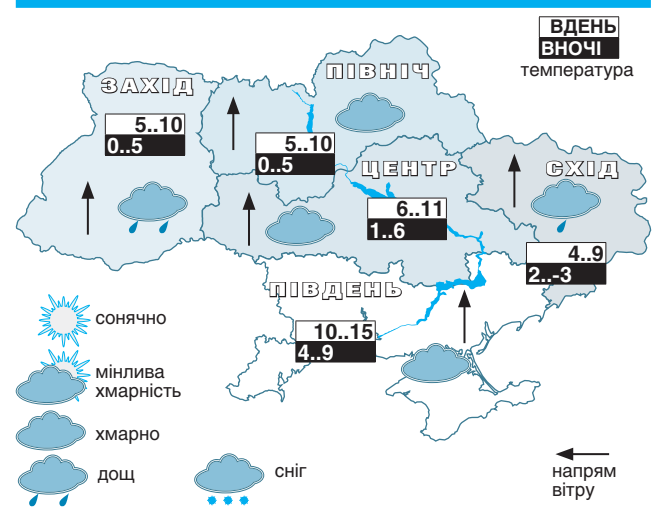 ВДЕНЬ
ВНОЧІ
температура
ПІВНІЧ
ЗАХІД
5..10
0..5
5..10
0..5
ЦЕНТР
СХІД
6..11
1..6
4..9
2..-3
ПІВДЕНЬ
10..15
4..9
сонячно
мінлива
хмарність
хмарно
дощ
сніг
напрям
вітру